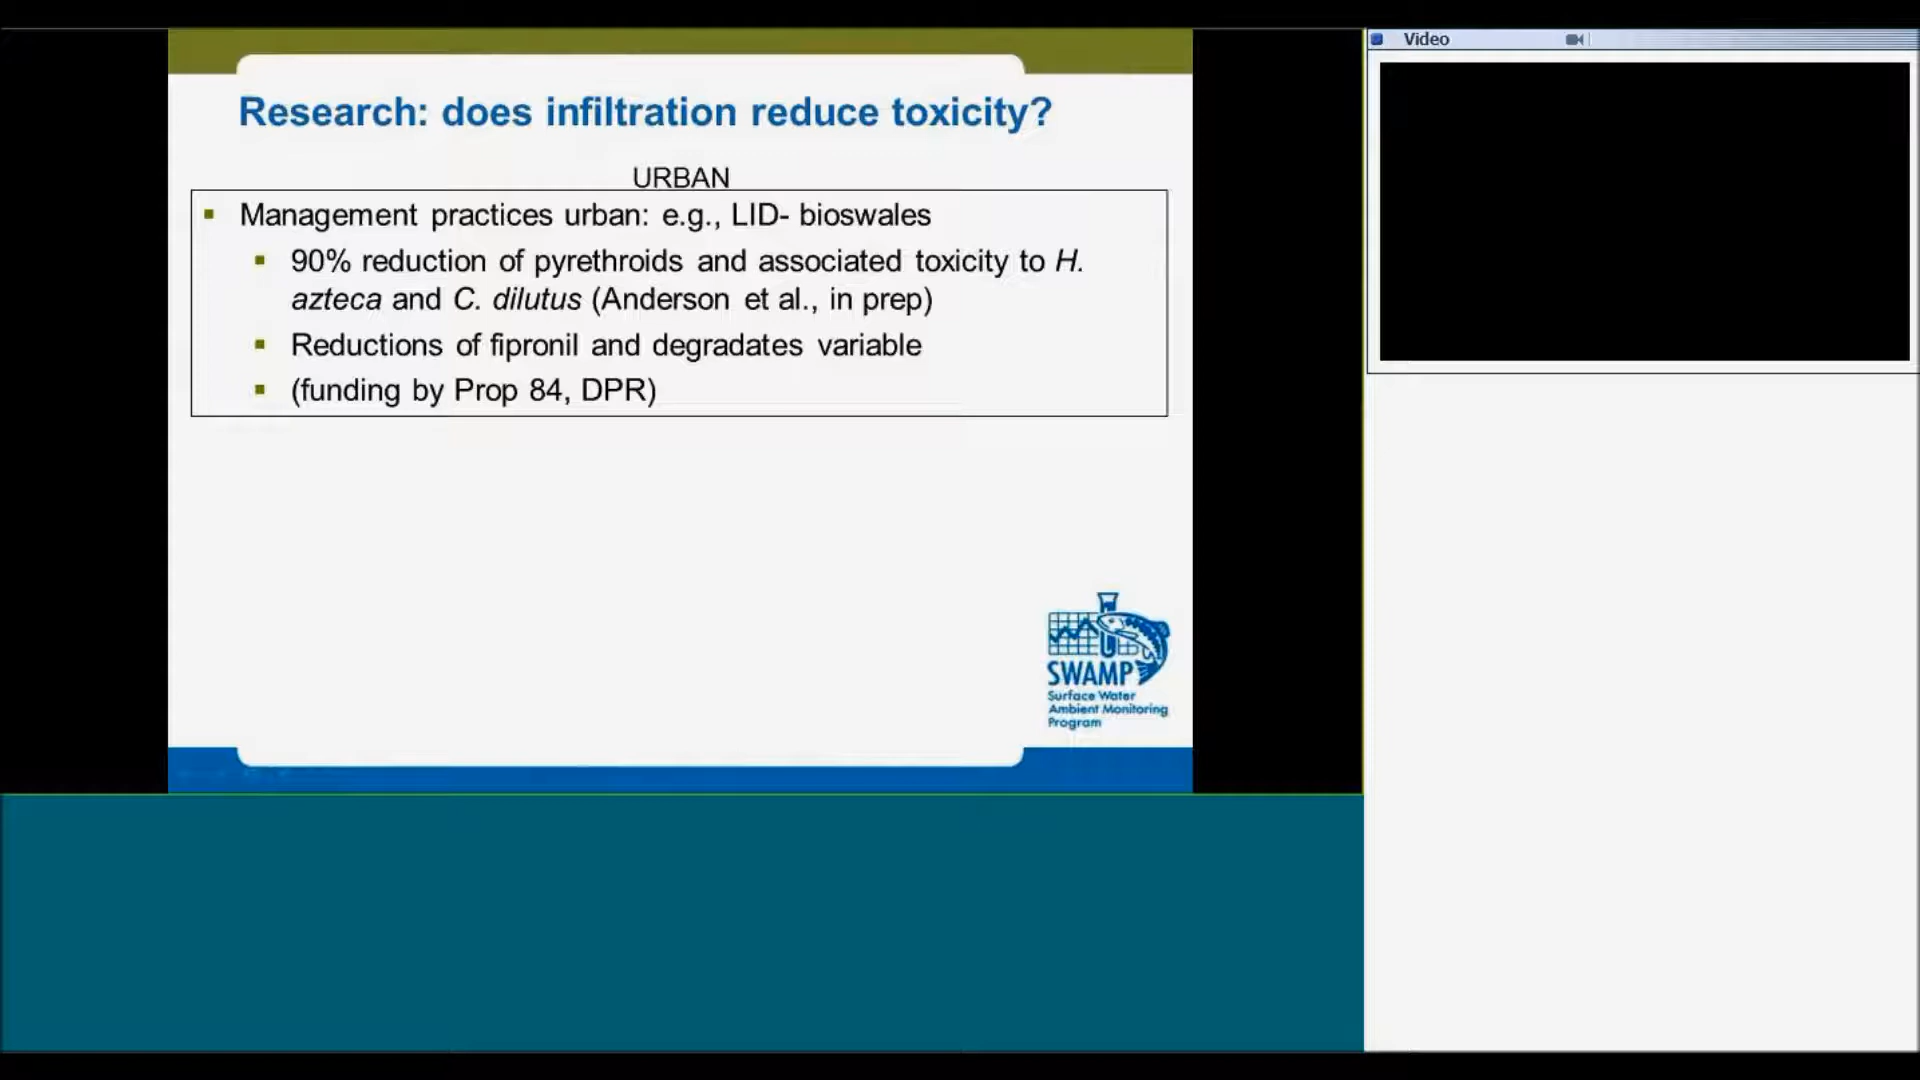 Video
Research: does infiltration reduce toxicity?
URBAN
Management practices urban: e.g., LID- bioswales
90% reduction of pyrethroids and associated toxicity to H.
azteca and C. dilutus (Anderson et al., in prep)
Reductions of fipronil and degradates variable
(funding by Prop 84, DPR)
SWAMP
Surface Water
Ambient Monitoring
Program